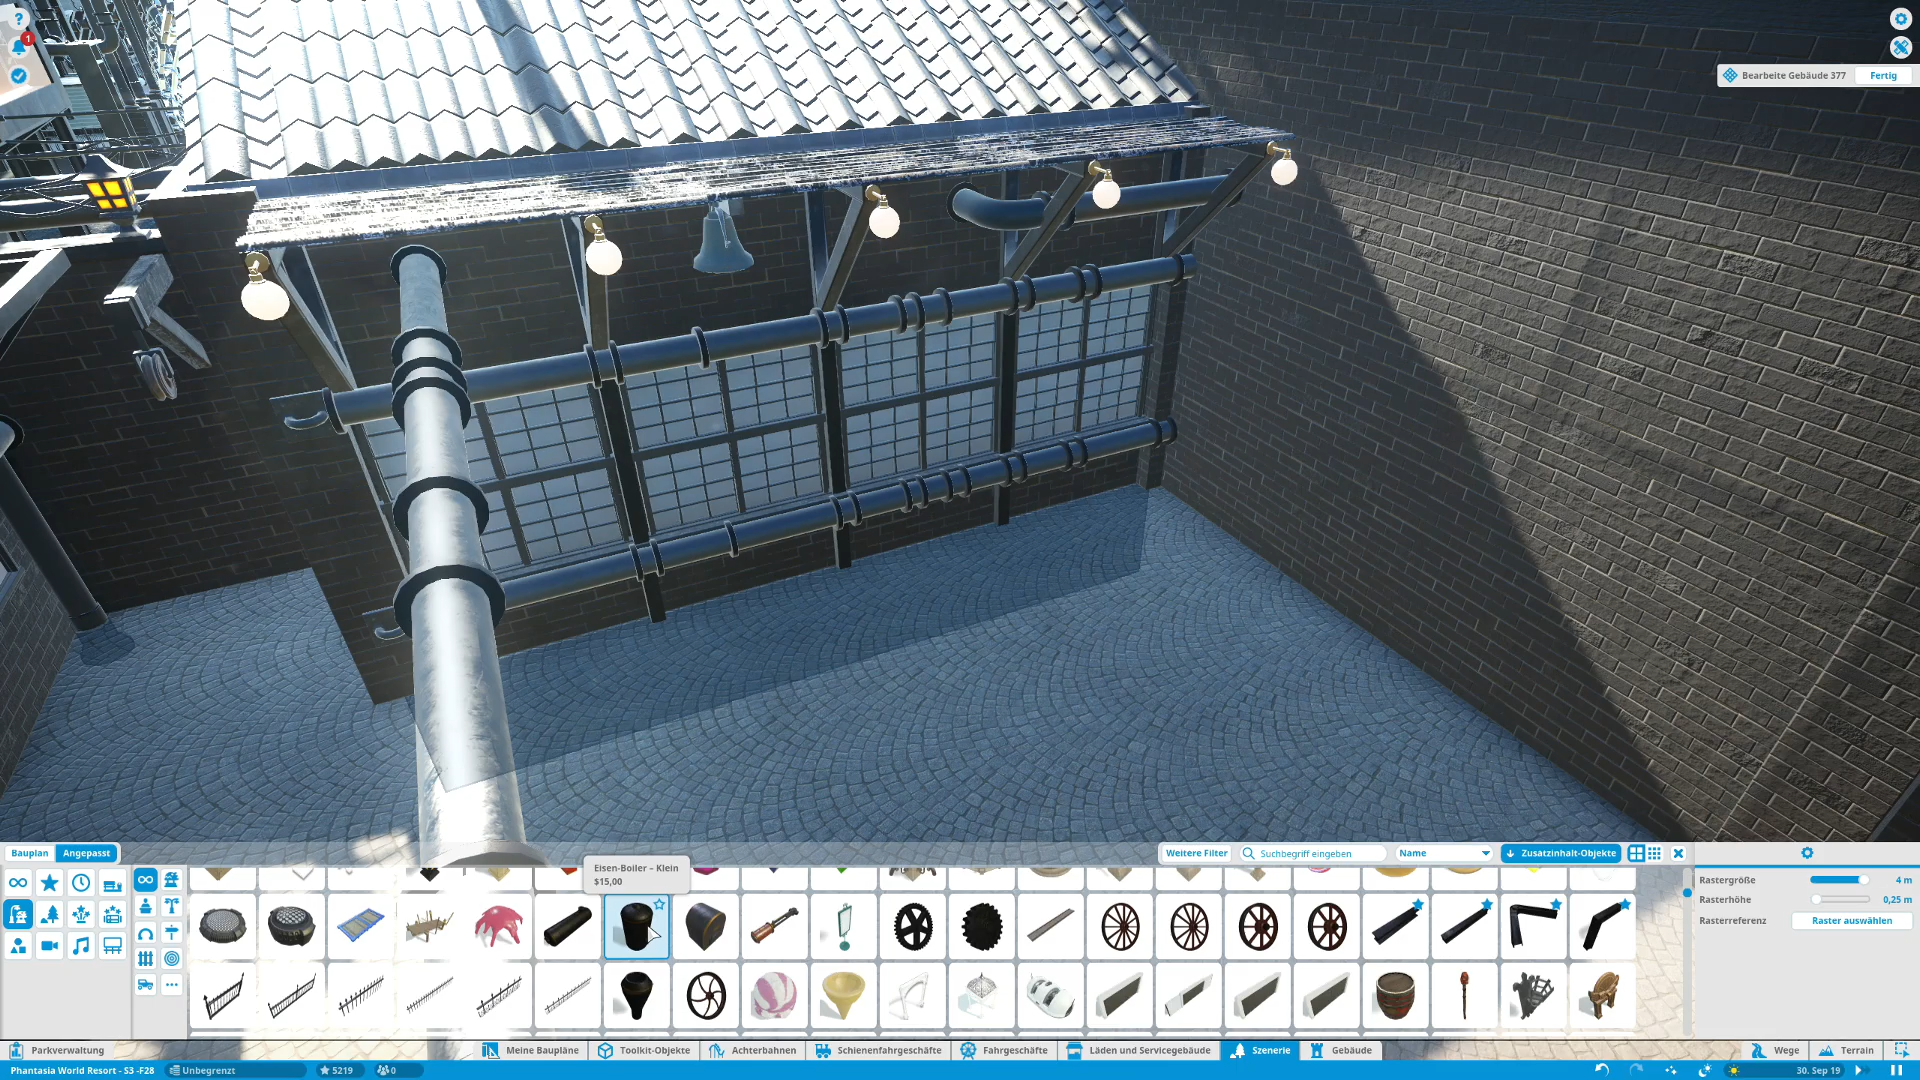 ?
1
Bearbeite Gebäude 377
Fertig
Eisen-Boiler – Klein
$15,00
Bauplan
Angepasst
Weitere Filter
Suchbegriff eingeben
Name
Zusatzinhalt-Objekte
Rastergröße
4 m
Rasterhöhe
0,25 m
Rasterreferenz
Raster auswählen
Parkverwaltung
Meine Baupläne
Toolkit-Objekte
Achterbahnen
Schienenfahrgeschäfte
Fahrgeschäfte
Läden und Servicegebäude
Szenerie
Gebäude
Wege
Terrain
Phantasia World Resort - S3 -F28
Unbegrenzt
5219
0
30. Sep 19